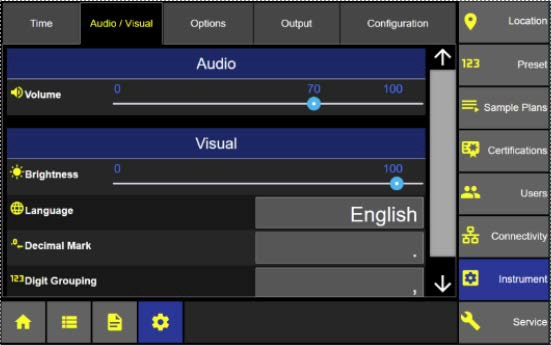 Time
Audio / Visual
Options
Output
Configuration
Location
Audio
123 Preset
Volume
0 70 100
Sample Plans
Visual
Certifications
Brightness
0 100
Users
Language
English
Connectivity
Decimal Mark
.
Instrument
123 Digit Grouping
,
Service